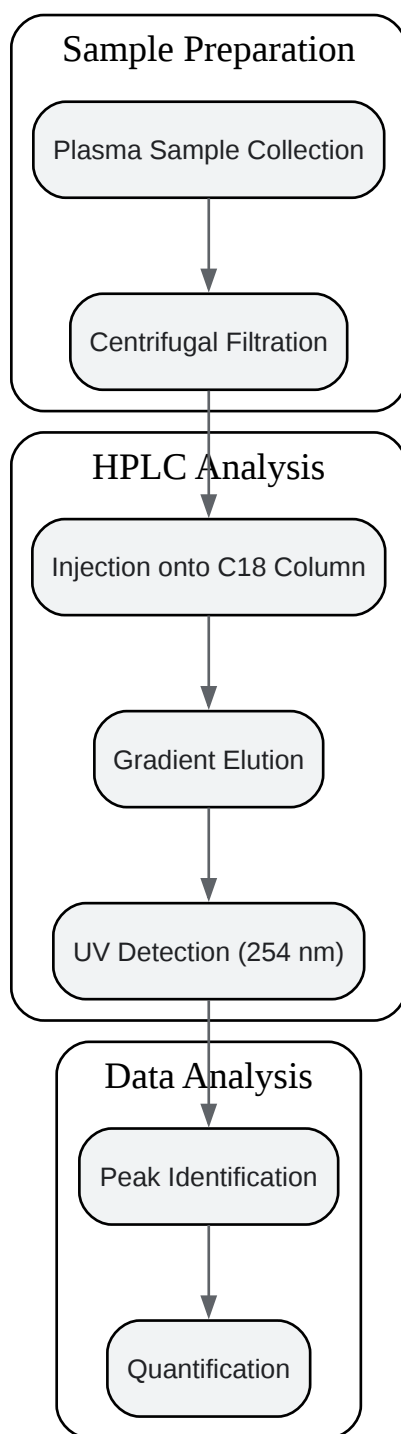 Sample Preparation
Plasma Sample Collection
Centrifugal Filtration
HPLC Analysis
Injection onto C18 Column
Gradient Elution
UV Detection (254 nm)
Data Analysis
Peak Identification
Quantification